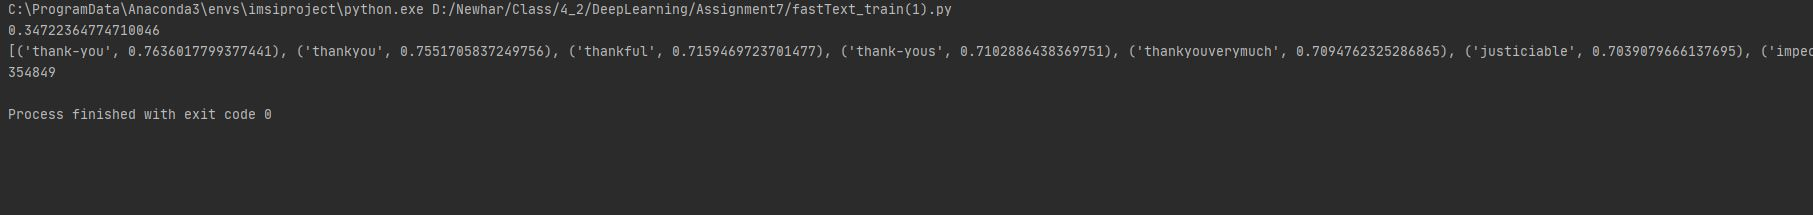 C:\ProgramData\Anaconda3\envs\imsiproject\python.exe D:/Newhar/Class/4_2/DeepLearning/Assignment7/fastText_train(1).py
0.34722364774710046
[('thank-you', 0.7636017799377441), ('thankyou', 0.7551705837249756), ('thankful', 0.7159469723701477), ('thank-yous', 0.7102886438369751), ('thankyouverymuch', 0.7094762325286865), ('justiciable', 0.7039079666137695), ('impec
354849
Process finished with exit code 0